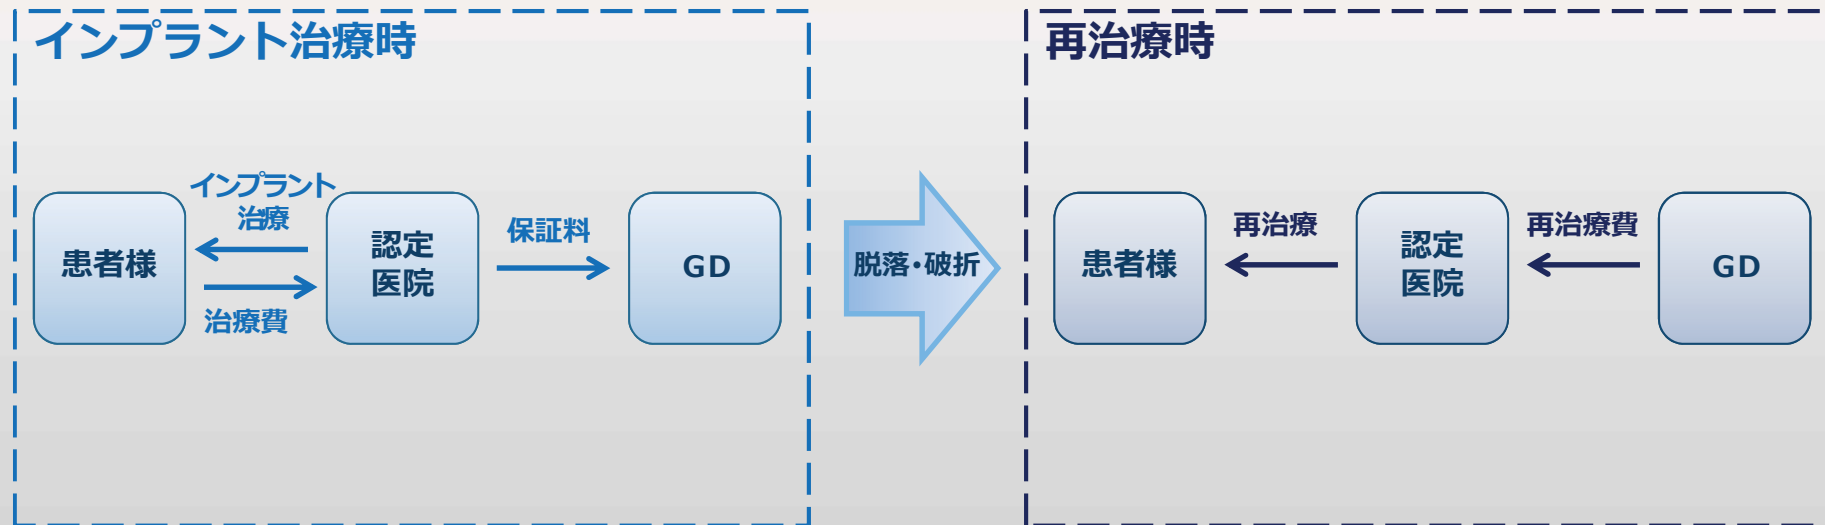 インプラント治療時
再治療時
患者様
インプラント
治療
治療費
認定
医院
保証料
GD
脱落・破折
患者様
再治療
認定
医院
再治療費
GD